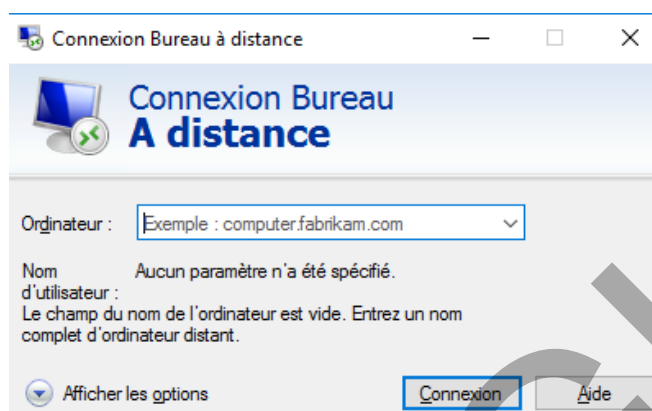 Connexion Bureau à distance
Connexion Bureau
A distance
Ordinateur :
Exemple : computer.fabrikam.com
Nom
d'utilisateur :
Aucun paramètre n'a été spécifié.
Le champ du nom de l'ordinateur est vide. Entrez un nom
complet d'ordinateur distant.
Afficher les options
Connexion
Aide